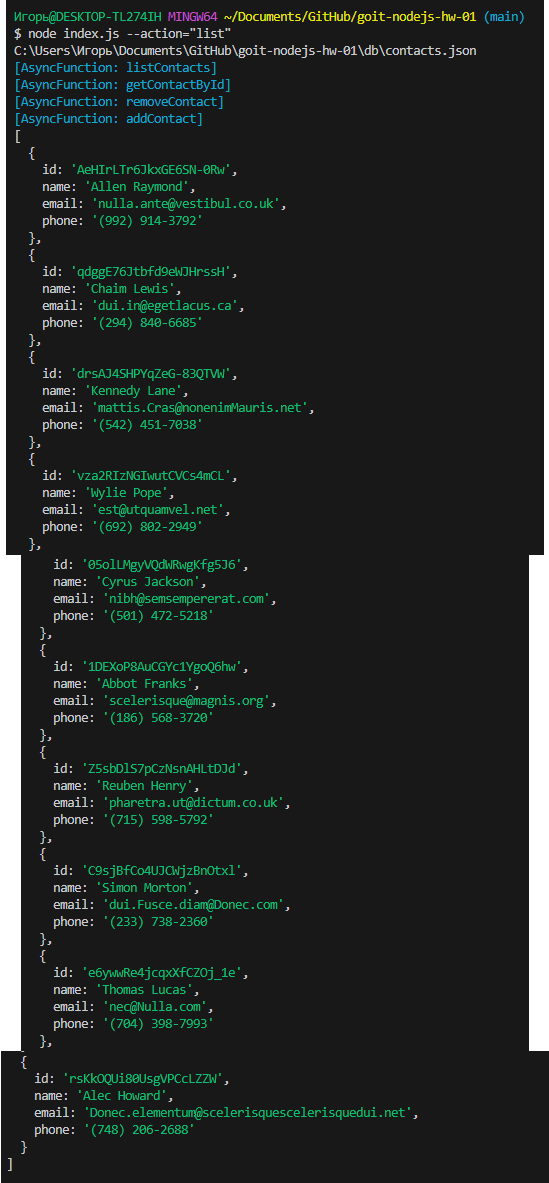 Игорь@DESKTOP-TL274IH MINGW64 ~/Documents/GitHub/goit-nodejs-hw-01 (main)
$ node index.js --action="list"
C:\Users\Игорь\Documents\GitHub\goit-nodejs-hw-01\db\contacts.json
[AsyncFunction: listContacts]
[AsyncFunction: getContactById]
[AsyncFunction: removeContact]
[AsyncFunction: addContact]
[
  {
    id: 'AeHIrLTr6JkxGE6SN-0Rw',
    name: 'Allen Raymond',
    email: 'nulla.ante@vestibul.co.uk',
    phone: '(992) 914-3792'
  },
  {
    id: 'qdggE76Jtbfd9eWJHrssH',
    name: 'Chaim Lewis',
    email: 'dui.in@egetlacus.ca',
    phone: '(294) 840-6685'
  },
  {
    id: 'drsAJ4SHPYqZeG-83QTVW',
    name: 'Kennedy Lane',
    email: 'mattis.Cras@nonenimMauris.net',
    phone: '(542) 451-7038'
  },
  {
    id: 'vza2RIzNGIwutCVCs4mCL',
    name: 'Wylie Pope',
    email: 'est@utquamvel.net',
    phone: '(692) 802-2949'
  },
    id: '05olLMgyVQdWRwgKfg5J6',
    name: 'Cyrus Jackson',
    email: 'nibh@semsempererat.com',
    phone: '(501) 472-5218'
  },
  {
    id: '1DEXoP8AuCGYc1YgoQ6hw',
    name: 'Abbot Franks',
    email: 'scelerisque@magnis.org',
    phone: '(186) 568-3720'
  },
  {
    id: 'Z5sbDlS7pCzNsnAHLtDJd',
    name: 'Reuben Henry',
    email: 'pharetra.ut@dictum.co.uk',
    phone: '(715) 598-5792'
  },
  {
    id: 'C9sjBfCo4UJCWjzBnOtxl',
    name: 'Simon Morton',
    email: 'dui.Fusce.diam@Donec.com',
    phone: '(233) 738-2360'
  },
  {
    id: 'e6ywwRe4jcqxXfCZOj_1e',
    name: 'Thomas Lucas',
    email: 'nec@Nulla.com',
    phone: '(704) 398-7993'
  },
  {
    id: 'rsKkOQUi80UsgVPCcLZZW',
    name: 'Alec Howard',
    email: 'Donec.elementum@scelerisquescelerisquedui.net',
    phone: '(748) 206-2688'
  }
]